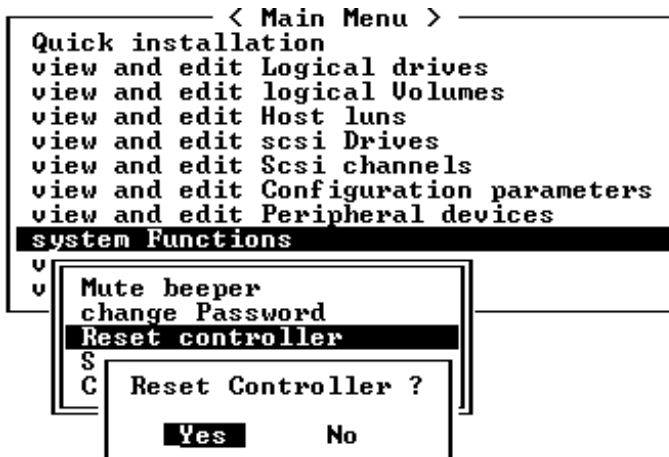 < Main Menu >
Quick installation
view and edit Logical drives
view and edit logical Volumes
view and edit Host luns
view and edit scsi Drives
view and edit Scsi channels
view and edit Configuration parameters
view and edit Peripheral devices
system Functions
v
v
Mute beeper
change Password
Reset controller
S
C
Reset Controller ?
Yes No